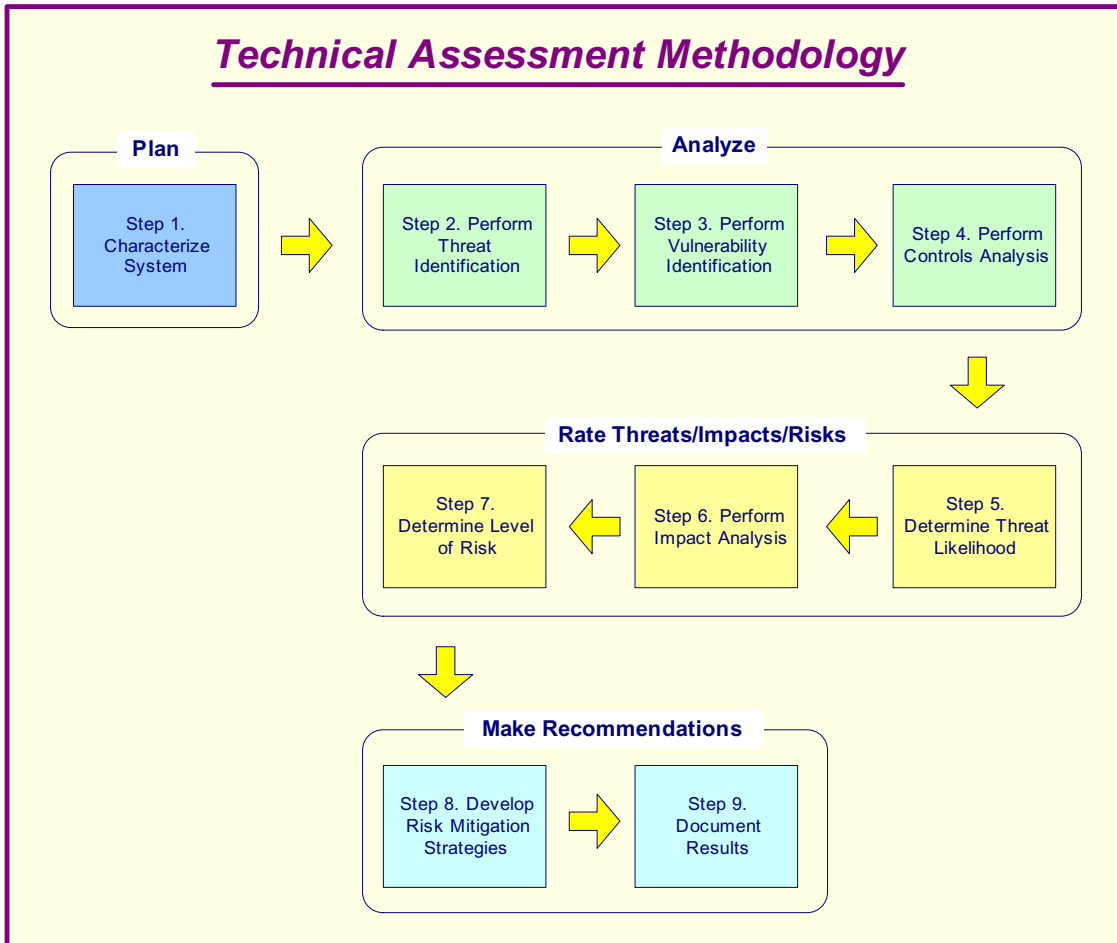 Technical Assessment Methodology
Plan
Step 1.
Characterize
System
Analyze
Step 2. Perform
Threat
Identification
Step 3. Perform
Vulnerability
Identification
Step 4. Perform
Controls Analysis
Rate Threats/Impacts/Risks
Step 5.
Determine Threat
Likelihood
Step 6. Perform
Impact Analysis
Step 7.
Determine Level
of Risk
Make Recommendations
Step 8. Develop
Risk Mitigation
Strategies
Step 9.
Document
Results